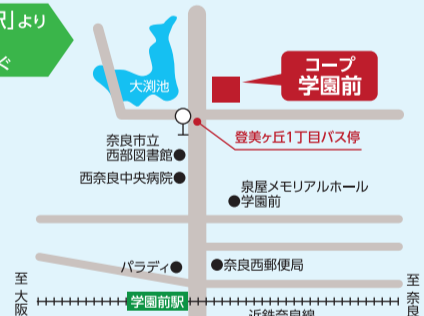 駅」より
ぐ
大渕池
コープ
学園前
登美ヶ丘1丁目バス停
奈良市立
西部図書館
西奈良中央病院
泉屋メモリアルホール
学園前
パラディ
奈良西郵便局
至大阪
学園前駅
近鉄奈良線
至奈良